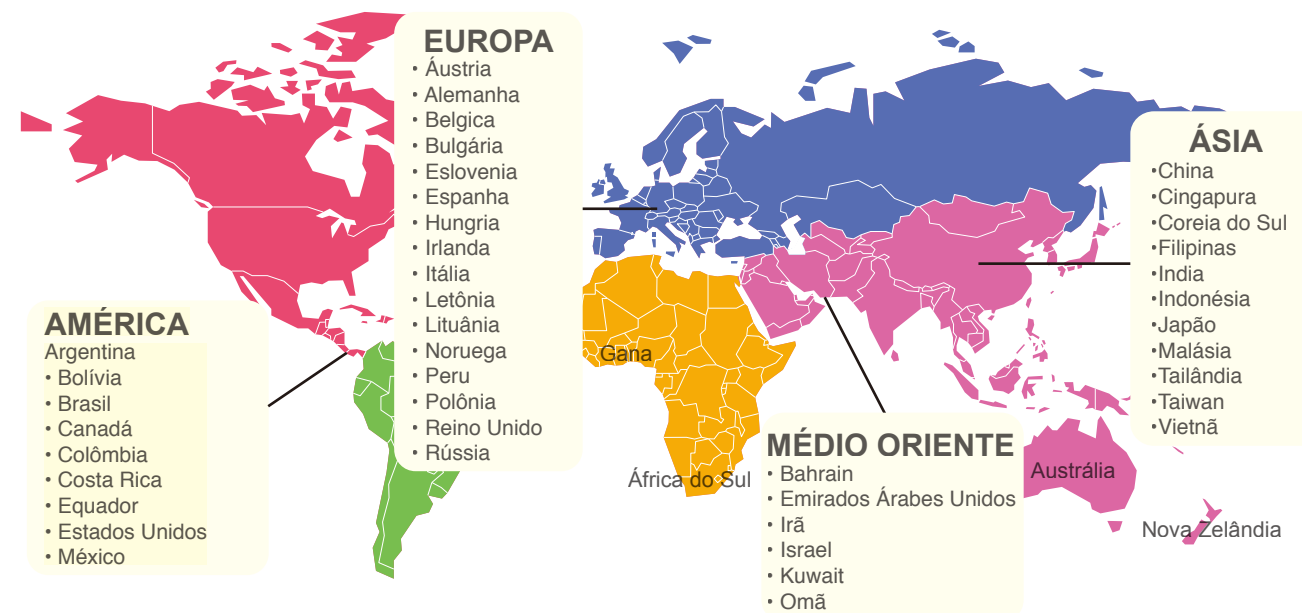 EUROPA
• Áustria
• Alemanha
• Belgica
• Bulgária
• Eslovenia
• Espanha
• Hungria
• Irlanda
• Itália
• Letônia
• Lituânia
• Noruega
• Peru
• Polônia
• Reino Unido
• Rússia
ÁSIA
•China
•Cingapura
•Coreia do Sul
•Filipinas
•India
•Indonésia
•Japão
•Malásia
•Tailândia
•Taiwan
•Vietnã
AMÉRICA
Argentina
• Bolívia
• Brasil
• Canadá
• Colômbia
• Costa Rica
• Equador
• Estados Unidos
• México
Gana
África do Sul
MÉDIO ORIENTE
• Bahrain
• Emirados Árabes Unidos
• Irã
• Israel
• Kuwait
• Omã
Austrália
Nova Zelândia